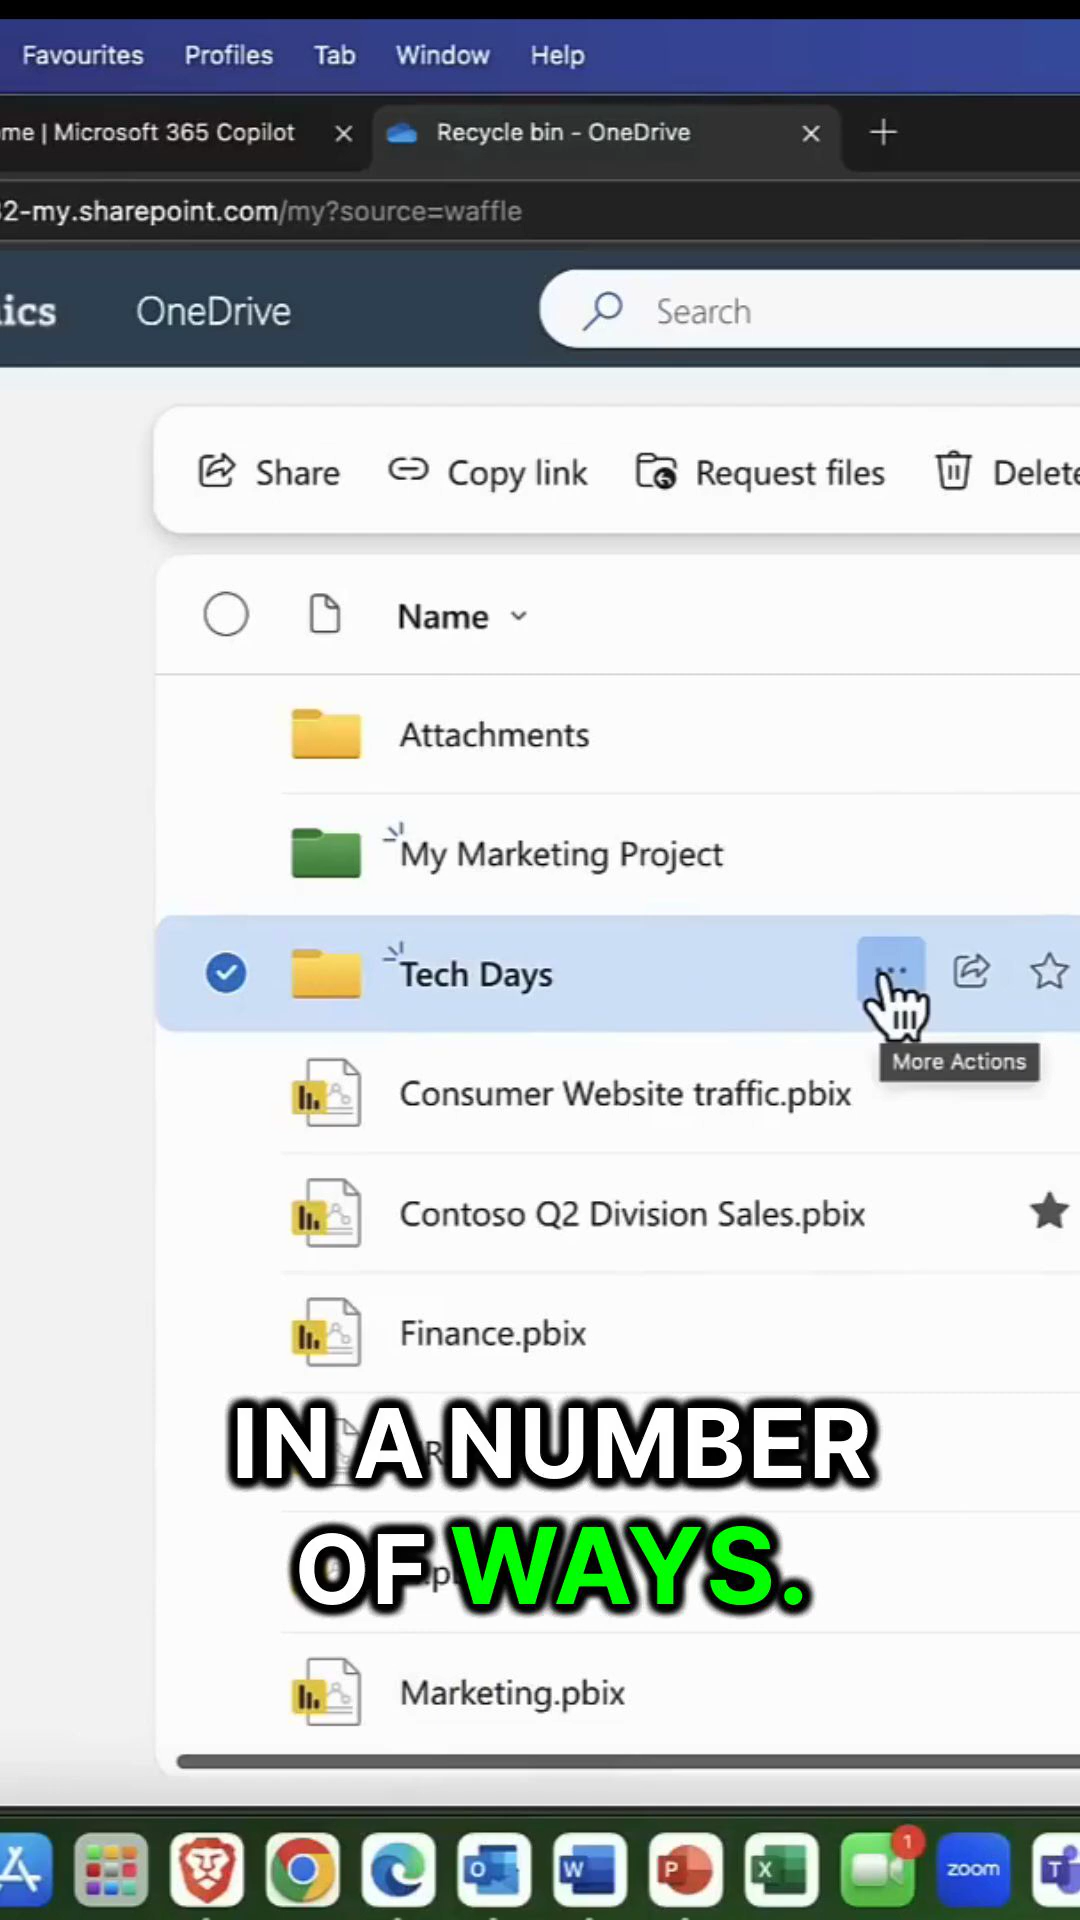 Favourites Profiles Tab Window Help
me | Microsoft 365 Copilot Recycle bin - OneDrive
2-my.sharepoint.com/my?source=waffle
ics OneDrive Search
Share Copy link Request files Delete
Name
Attachments
My Marketing Project
Tech Days
More Actions
Consumer Website traffic.pbix
Contoso Q2 Division Sales.pbix
Finance.pbix
IN A NUMBER
OF WAYS.
Marketing.pbix
1
zoom